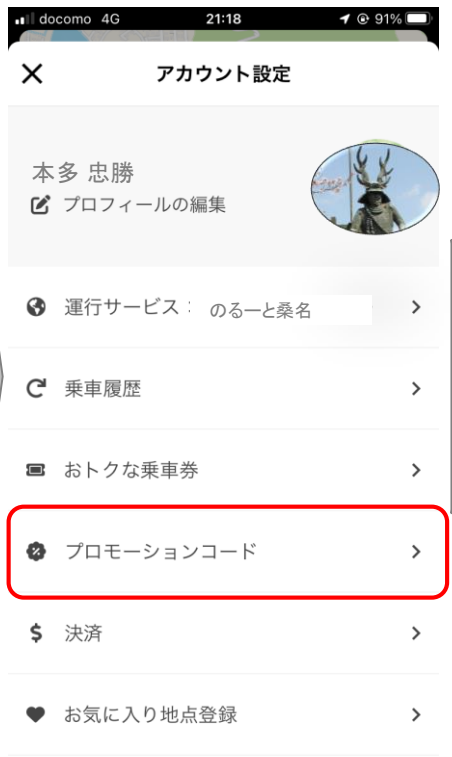 docomo 4G 21:18 91%
アカウント設定
本多 忠勝
プロフィールの編集
運行サービス： のるーと桑名
乗車履歴
おトクな乗車券
プロモーションコード
決済
お気に入り地点登録